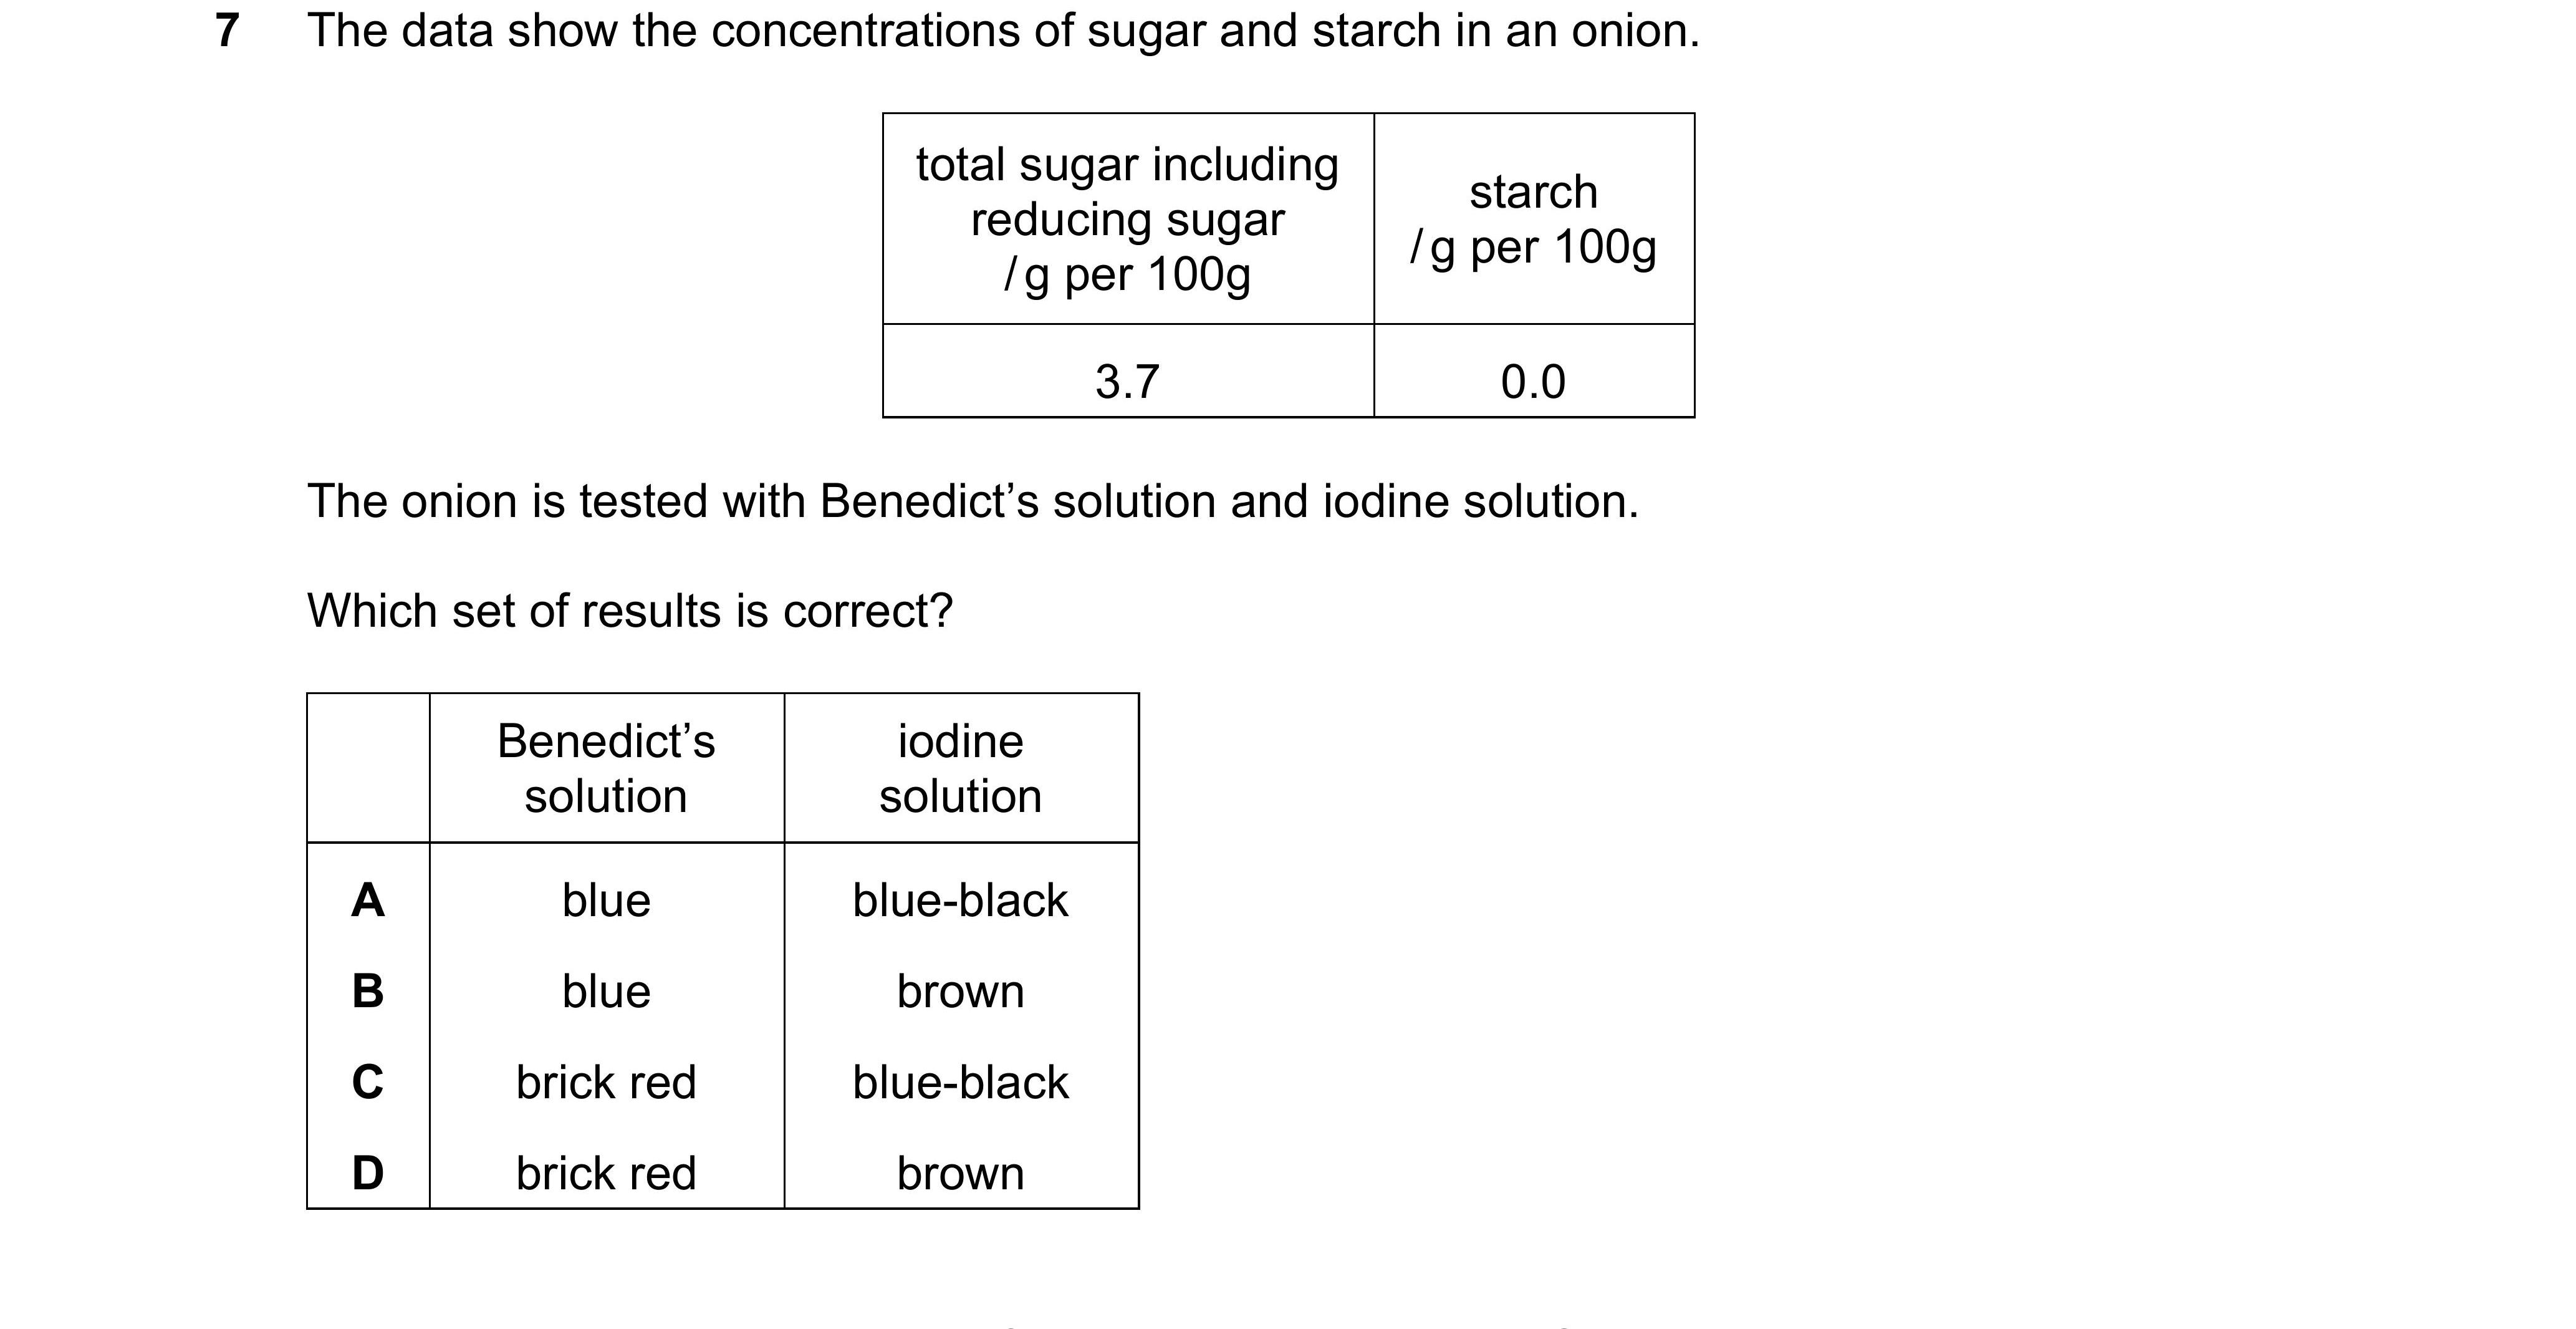 7 The data show the concentrations of sugar and starch in an onion.
total sugar including
reducing sugar
/ g per 100g
starch
/ g per 100g
3.7 0.0
The onion is tested with Benedict’s solution and iodine solution.
Which set of results is correct?
Benedict’s
solution
iodine
solution
A blue blue-black
B blue brown
C brick red blue-black
D brick red brown